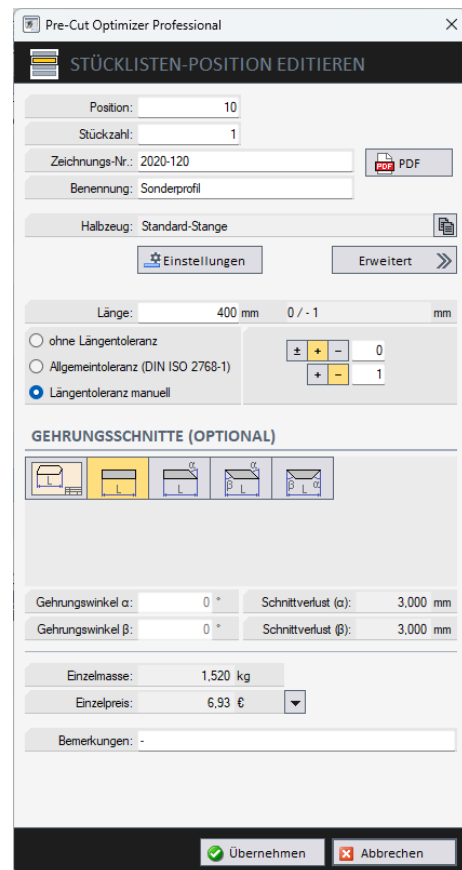 Pre-Cut Optimizer Professional
STÜCKLISTEN-POSITION EDITIEREN
Position: 10
Stückzahl: 1
Zeichnungs-Nr.: 2020-120 PDF PDF
Benennung: Sonderprofil
Halbzeug: Standard-Stange
Einstellungen Erweitert
Länge: 400 mm 0 / - 1 mm
ohne Längentoleranz
± + - 0
Allgemeintoleranz (DIN ISO 2768-1)
+ - 1
Längentoleranz manuell
GEHRUNGSSCHNITTE (OPTIONAL)
L L L α β L α β L α
Gehrungswinkel α: 0 ° Schnittverlust (α): 3,000 mm
Gehrungswinkel β: 0 ° Schnittverlust (β): 3,000 mm
Einzelmasse: 1,520 kg
Einzelpreis: 6,93 €
Bemerkungen: -
Übernehmen Abbrechen